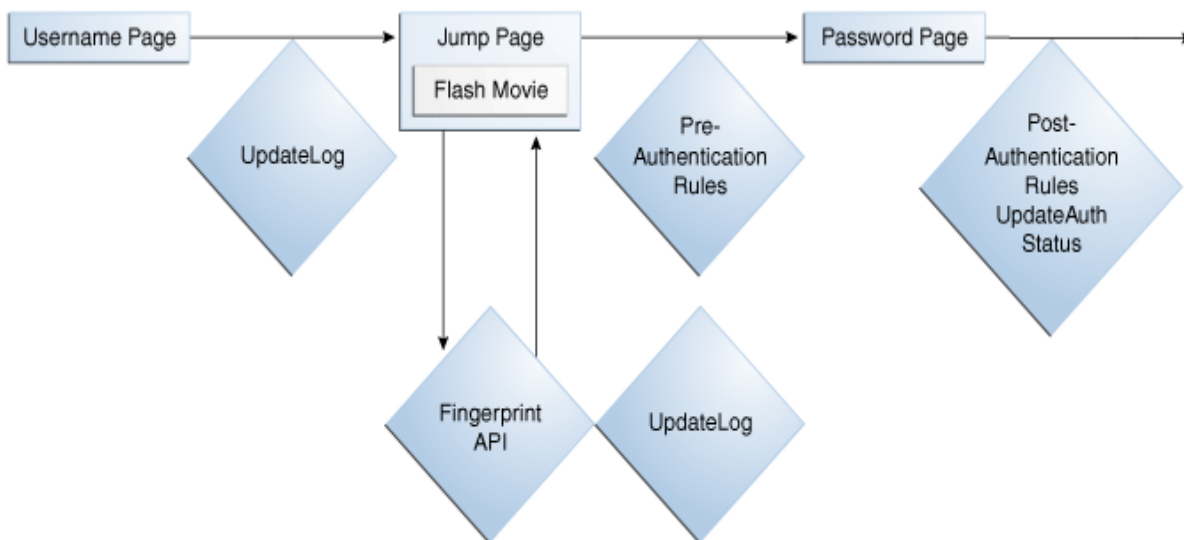 Username Page
Jump Page
Flash Movie
Password Page
UpdateLog
Pre-
Authentication
Rules
Post-
Authentication
Rules
UpdateAuth
Status
Fingerprint
API
UpdateLog